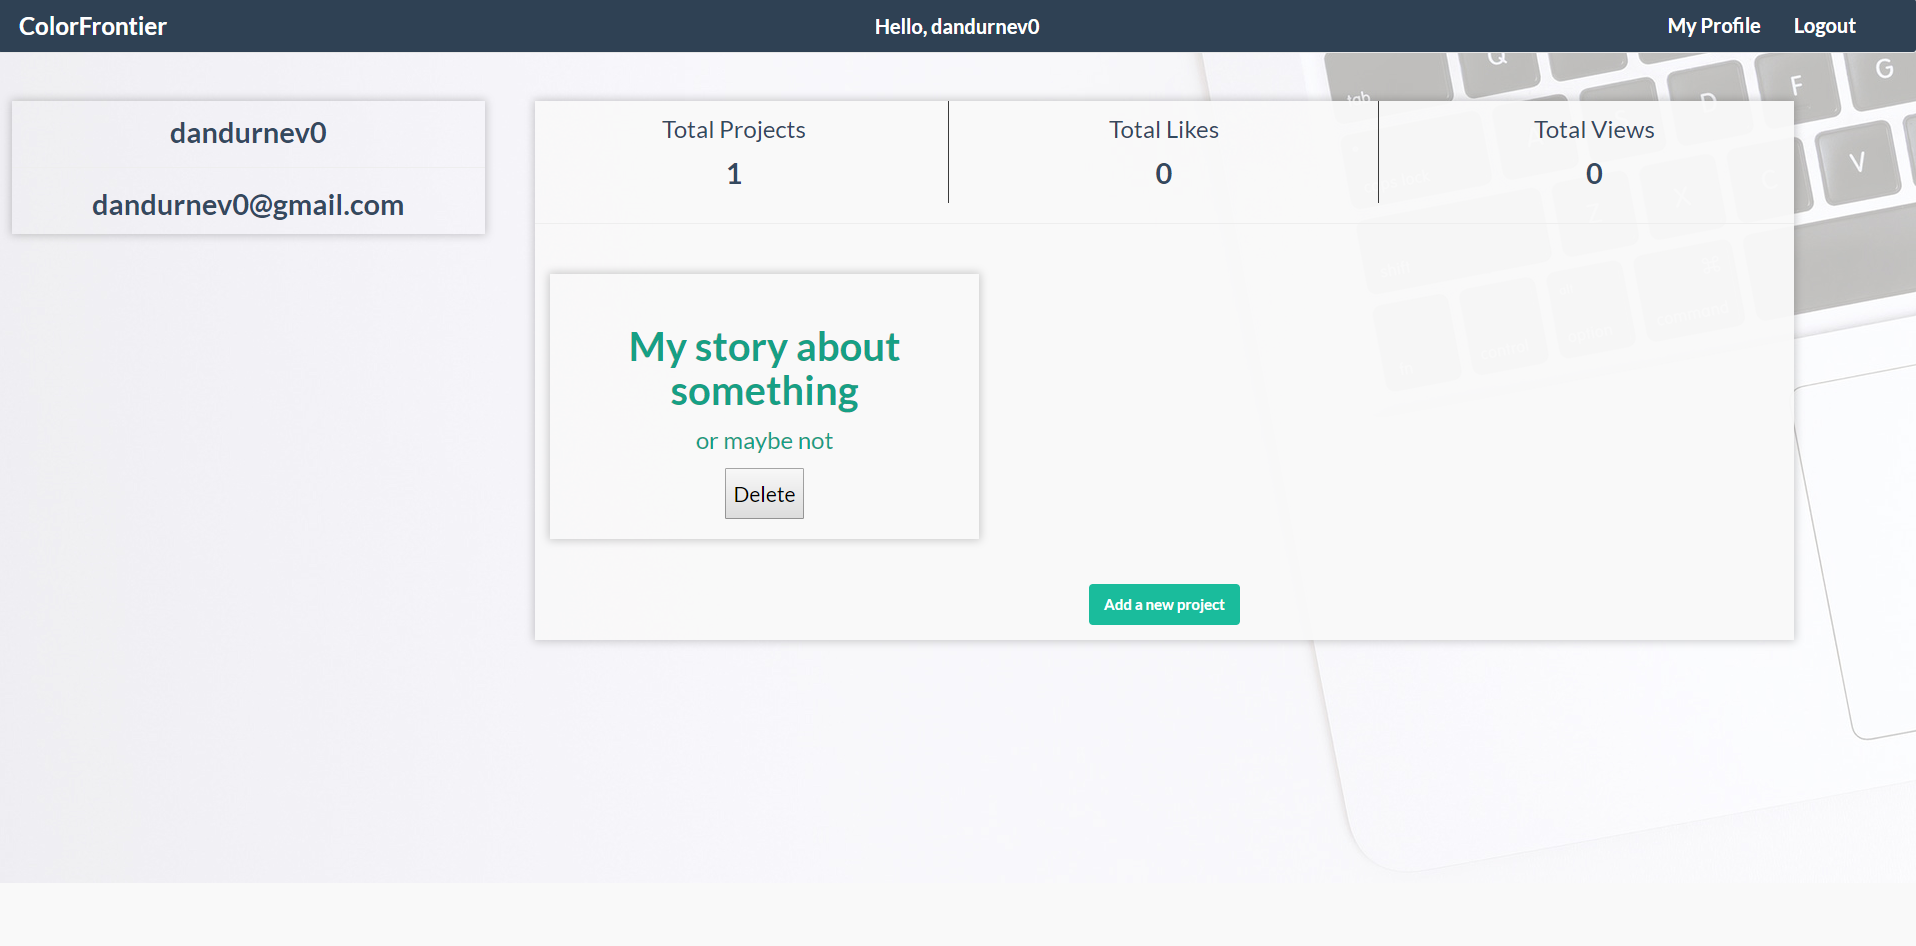 ColorFrontier
Hello, dandurnev0
My Profile
Logout
dandurnev0
dandurnev0@gmail.com
Total Projects
1
Total Likes
0
Total Views
0
My story about
something
or maybe not
Delete
Add a new project
tab
Q
D
F
G
V
C
X
Z